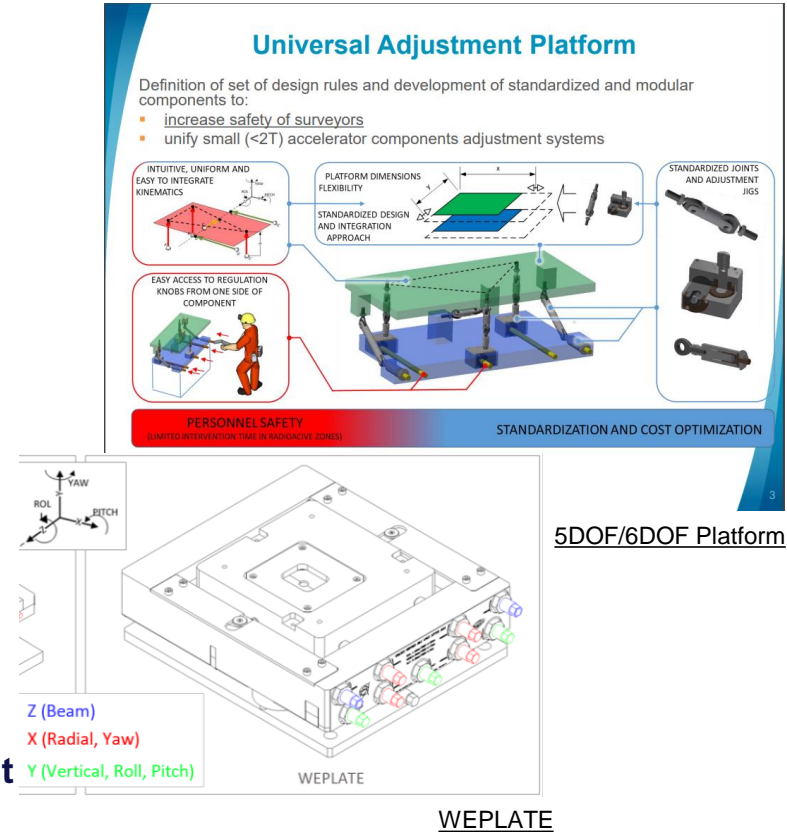 Universal Adjustment Platform
Definition of set of design rules and development of standardized and modular
components to:
increase safety of surveyors
unify small (<2T) accelerator components adjustment systems
INTUITIVE, UNIFORM AND
EASY TO INTEGRATE
KINEMATICS
YAW
ROL
PITCH
PLATFORM DIMENSIONS
FLEXIBILITY
STANDARDIZED DESIGN
AND INTEGRATION
APPROACH
x
y
STANDARDIZED JOINTS
AND ADJUSTMENT
JIGS
EASY ACCESS TO REGULATION
KNOBS FROM ONE SIDE OF
COMPONENT
PERSONNEL SAFETY
(LIMITED INTERVENTION TIME IN RADIOACIVE ZONES)
STANDARDIZATION AND COST OPTIMIZATION
3
5DOF/6DOF Platform
YAW
Y
ROL
Z
X
PITCH
Z (Beam)
X (Radial, Yaw)
Y (Vertical, Roll, Pitch)
t
WEPLATE
WEPLATE